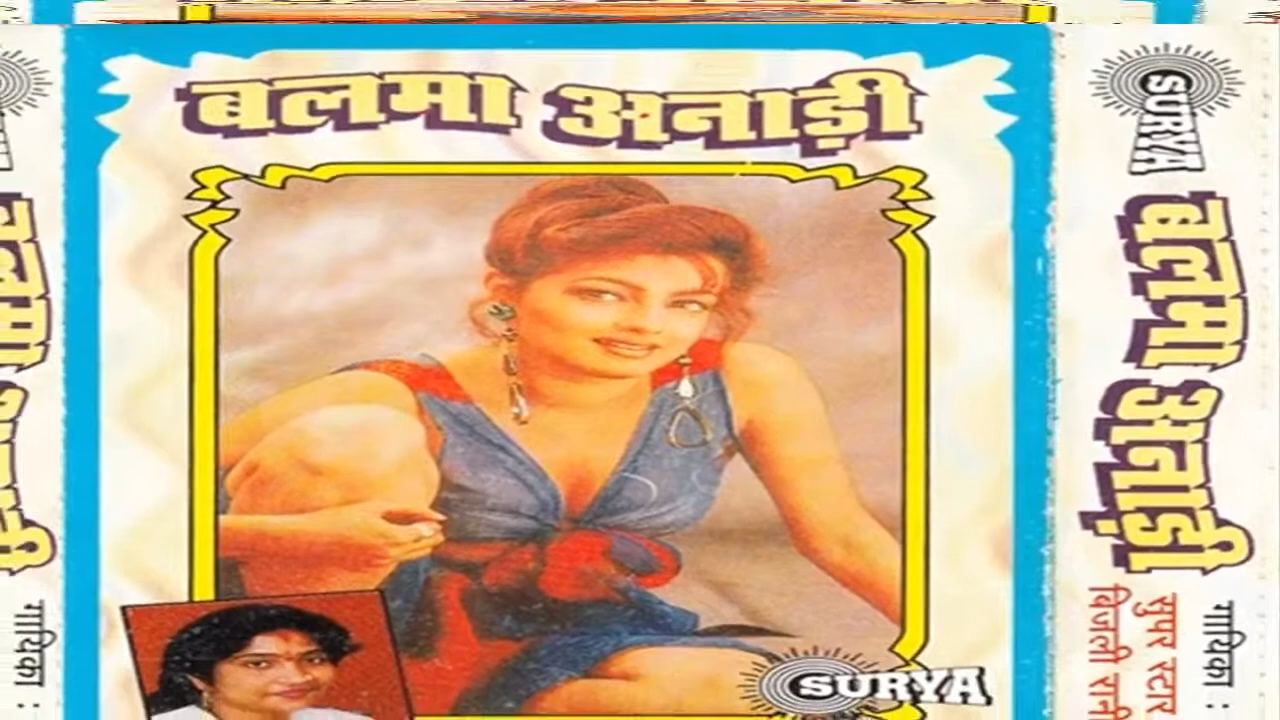 बलमा अनाड़ी
SURYA
SURYA
बलमा अनाड़ी
गायिका :
सुपर स्टार
बिजली रानी
गायिका :